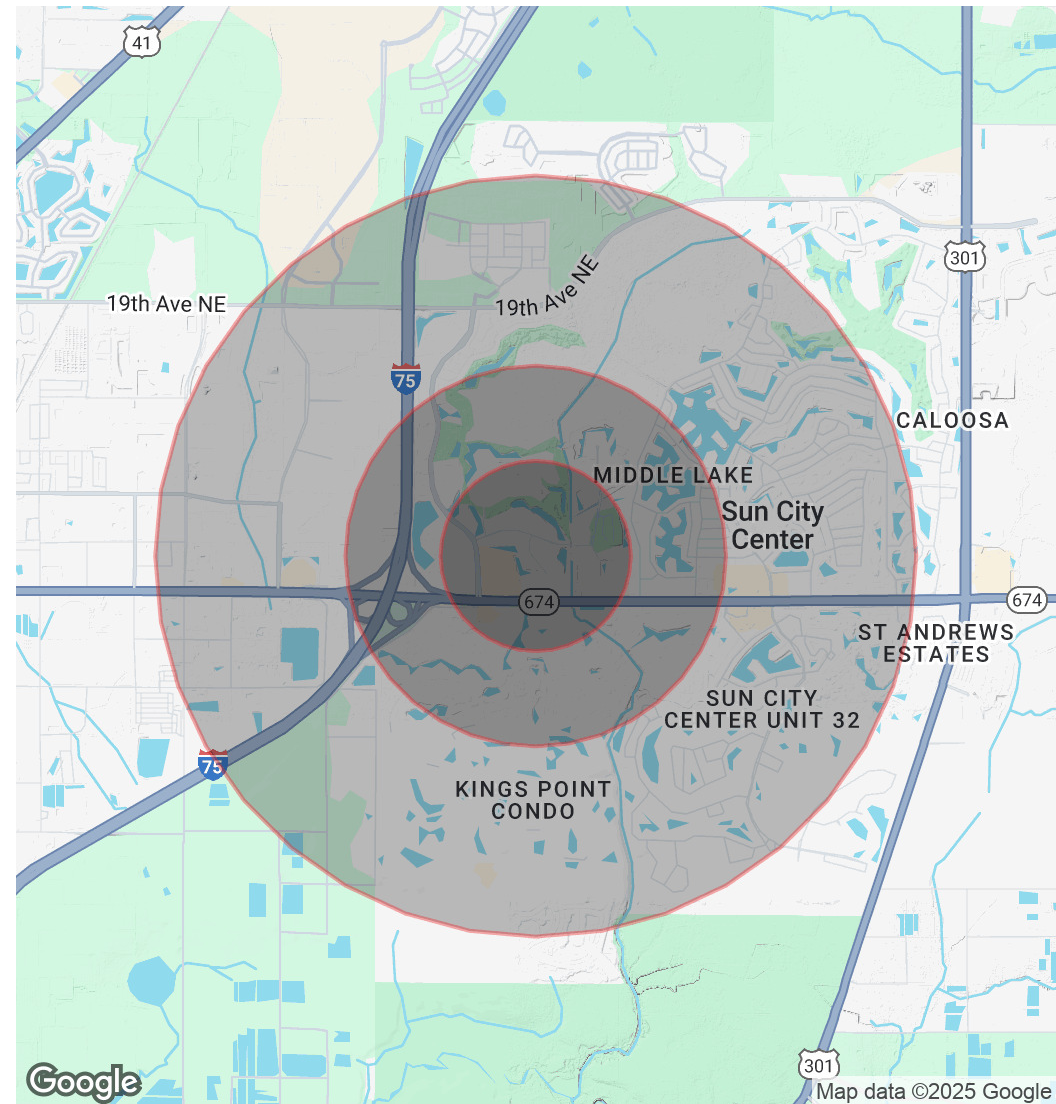 41
301
19th Ave NE
19th Ave NE
75
CALOOSA
MIDDLE LAKE
Sun City
Center
674
674
ST ANDREWS
ESTATES
SUN CITY
CENTER UNIT 32
75
KINGS POINT
CONDO
301
Google
Map data ©2025 Google